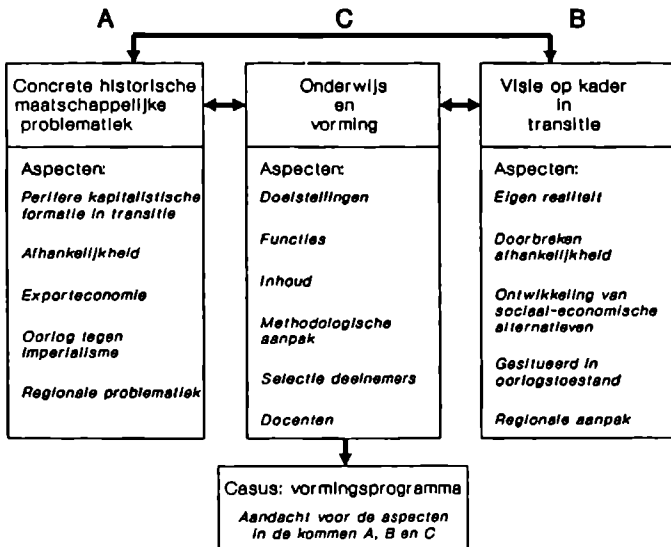 A
C
B
Concrete historische
maatschappelijke
problematiek
Aspecten:
Perifere kapitalistische
formatie in transitie
Afhankelijkheid
Exporteconomie
Oorlog tegen
imperialisme
Regionale problematiek
Onderwijs
en
vorming
Aspecten:
Doelstellingen
Functies
Inhoud
Methodologische
aanpak
Selectie deelnemers
Docenten
Visie op kader
in
transitie
Aspecten:
Eigen realiteit
Doorbreken
afhankelijkheid
Ontwikkeling van
sociaal-economische
alternatieven
Gesitueerd in
oorlogstoestand
Regionale aanpak
Casus: vormingsprogramma
Aandacht voor de aspecten
in de kommen A, B en C